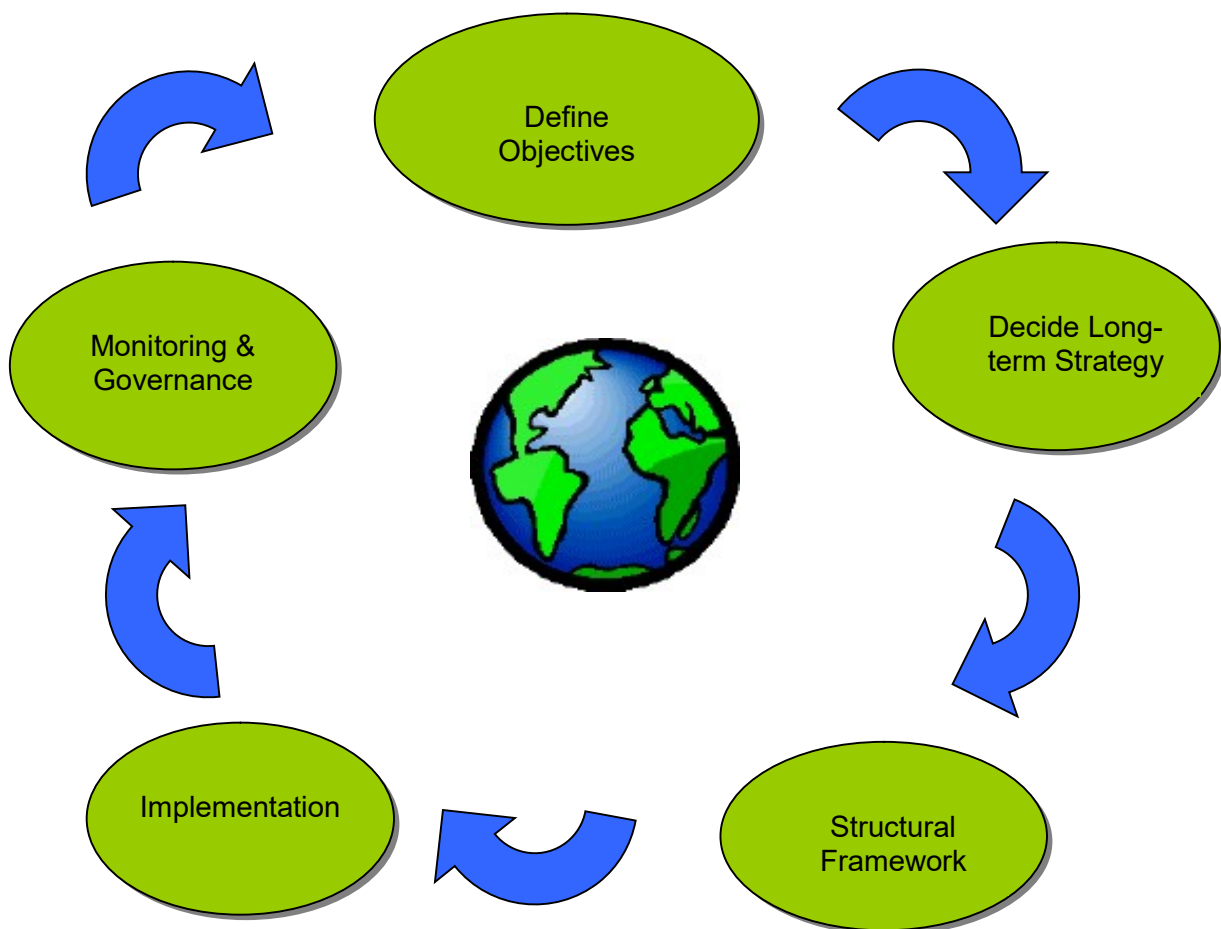 Define
Objectives
Decide Long-
term Strategy
Structural
Framework
Implementation
Monitoring &
Governance